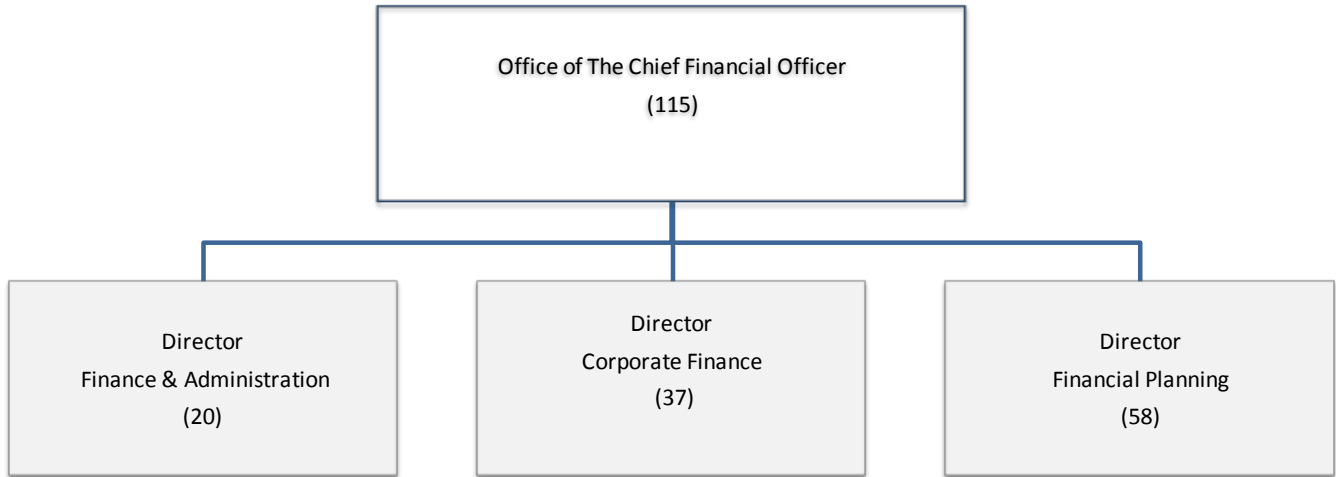 Office of The Chief Financial Officer
(115)
Director
Finance & Administration
(20)
Director
Corporate Finance
(37)
Director
Financial Planning
(58)